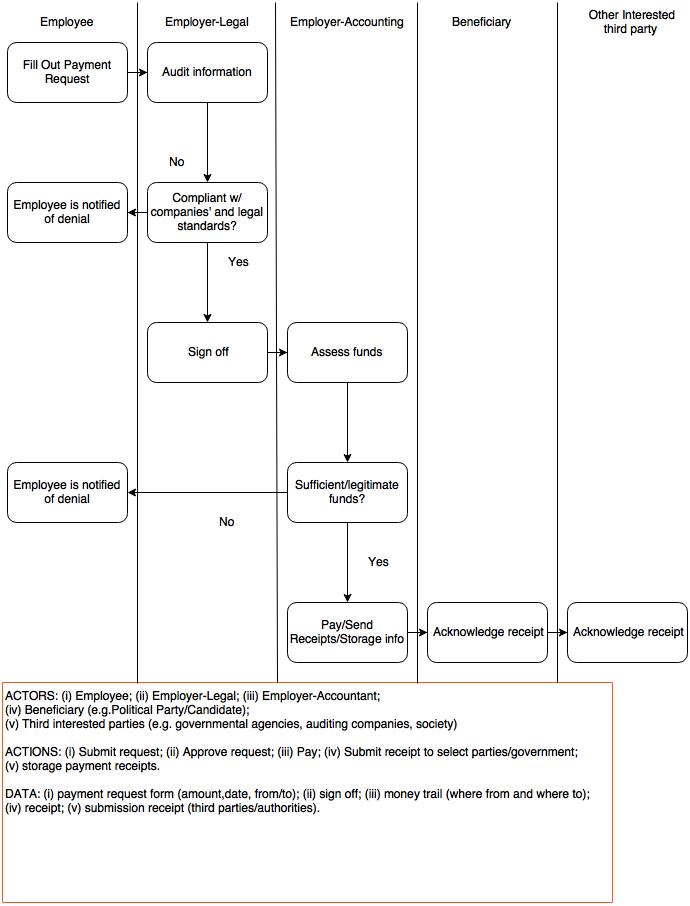 Employee
Employer-Legal
Employer-Accounting
Beneficiary
Other Interested
third party
Fill Out Payment
Request
Audit information
No
Employee is notified
of denial
Compliant w/
companies' and legal
standards?
Yes
Sign off
Assess funds
Employee is notified
of denial
Sufficient/legitimate
funds?
No
Yes
Pay/Send
Receipts/Storage info
Acknowledge receipt
Acknowledge receipt
ACTORS: (i) Employee; (ii) Employer-Legal; (iii) Employer-Accountant;
(iv) Beneficiary (e.g.Political Party/Candidate);
(v) Third interested parties (e.g. governmental agencies, auditing companies, society)
ACTIONS: (i) Submit request; (ii) Approve request; (iii) Pay; (iv) Submit receipt to select parties/government;
(v) storage payment receipts.
DATA: (i) payment request form (amount,date, from/to); (ii) sign off; (iii) money trail (where from and where to);
(iv) receipt; (v) submission receipt (third parties/authorities).